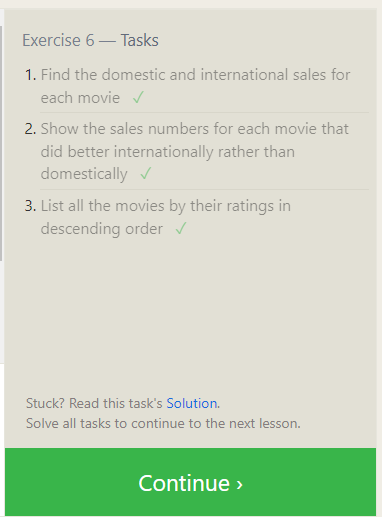 Exercise 6 — Tasks
1. Find the domestic and international sales for
each movie ✓
2. Show the sales numbers for each movie that
did better internationally rather than
domestically ✓
3. List all the movies by their ratings in
descending order ✓
Stuck? Read this task's Solution.
Solve all tasks to continue to the next lesson.
Continue ›